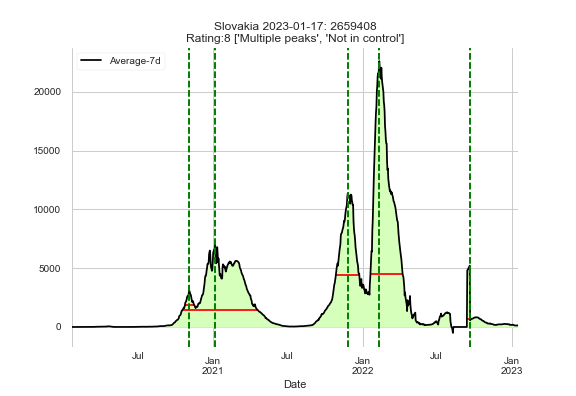 Slovakia 2023-01-17: 2659408
Rating:8 ['Multiple peaks', 'Not in control']
Average-7d
20000
15000
10000
5000
0
Jul
Jan
2021
Jul
Jan
2022
Jul
Jan
2023
Date